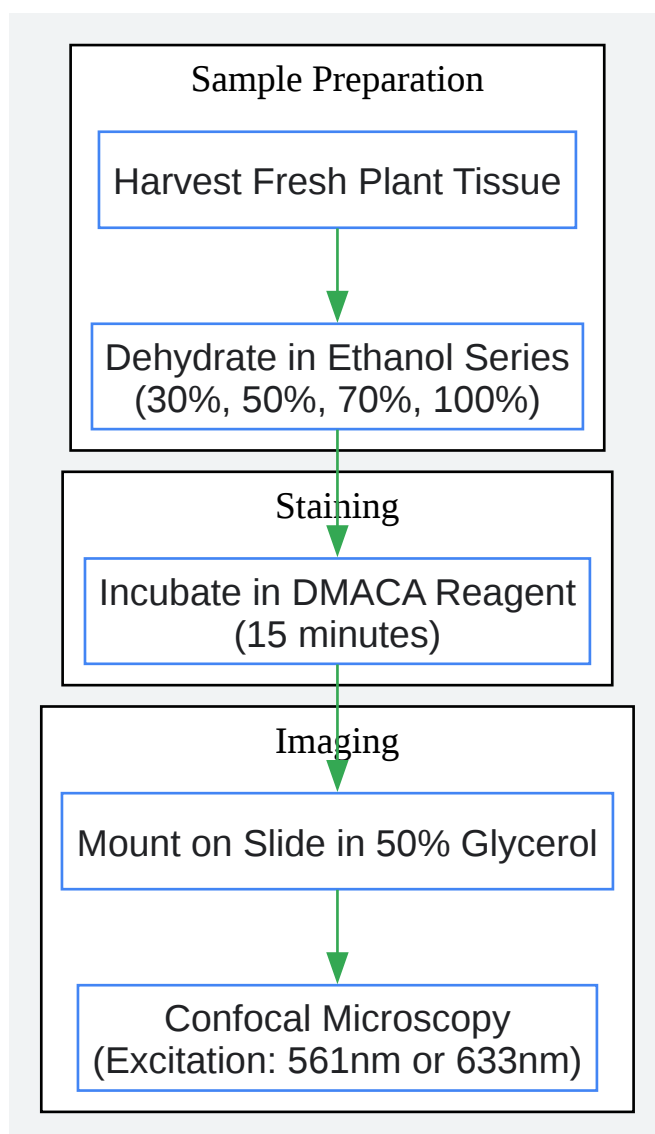 Sample Preparation
Harvest Fresh Plant Tissue
Dehydrate in Ethanol Series
(30%, 50%, 70%, 100%)
Staining
Incubate in DMACA Reagent
(15 minutes)
Imaging
Mount on Slide in 50% Glycerol
Confocal Microscopy
(Excitation: 561nm or 633nm)